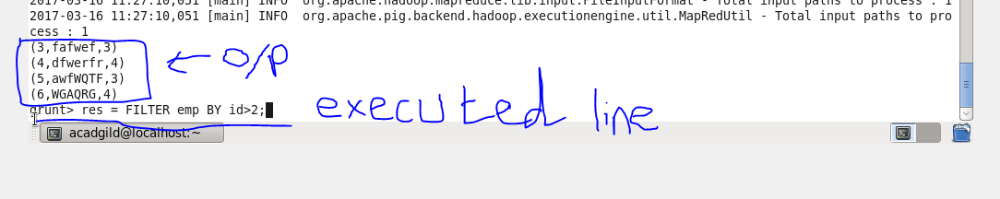 2017-03-16 11:27:10,051 [main] INFO org.apache.hadoop.mapreduce.lib.input.FileInputFormat - Total input paths to process : 1
2017-03-16 11:27:10,051 [main] INFO org.apache.pig.backend.hadoop.executionengine.util.MapRedUtil - Total input paths to pro
cess : 1
(3,fafwef,3)
(4,dfwerfr,4) ← O/P
(5,awfWQTF,3)
(6,WGAQRG,4)
grunt> res = FILTER emp BY id>2; executed line
acadgild@localhost:~